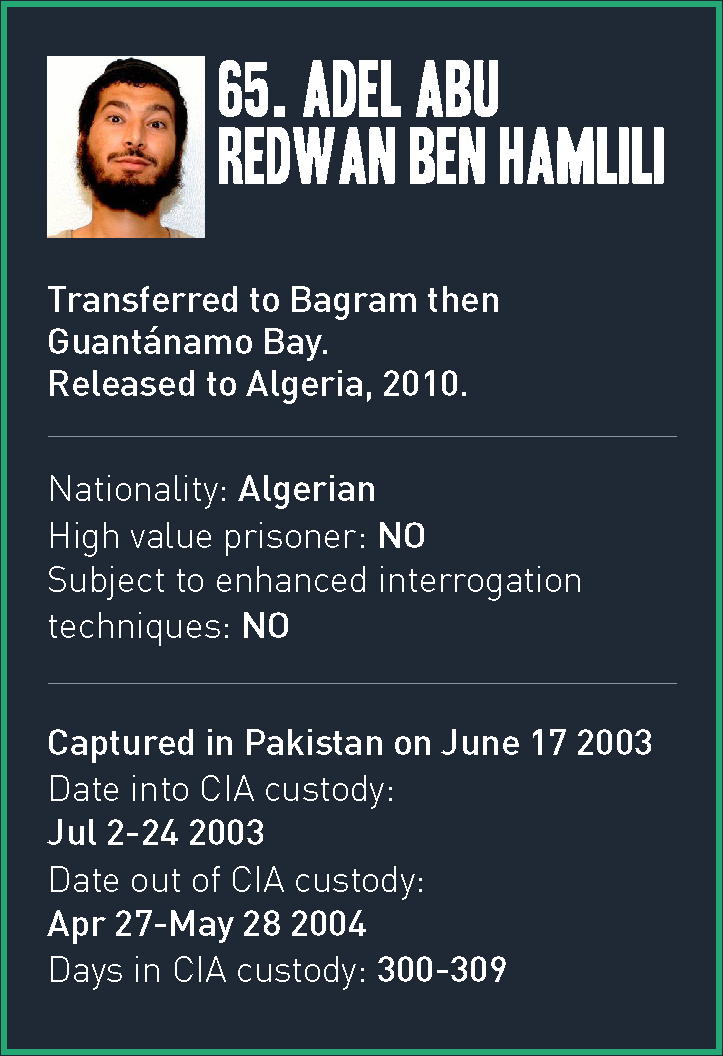 65. ADEL ABU
REDWAN BEN HAMLILI
Transferred to Bagram then
Guantánamo Bay.
Released to Algeria, 2010.
Nationality: Algerian
High value prisoner: NO
Subject to enhanced interrogation
techniques: NO
Captured in Pakistan on June 17 2003
Date into CIA custody:
Jul 2-24 2003
Date out of CIA custody:
Apr 27-May 28 2004
Days in CIA custody: 300-309